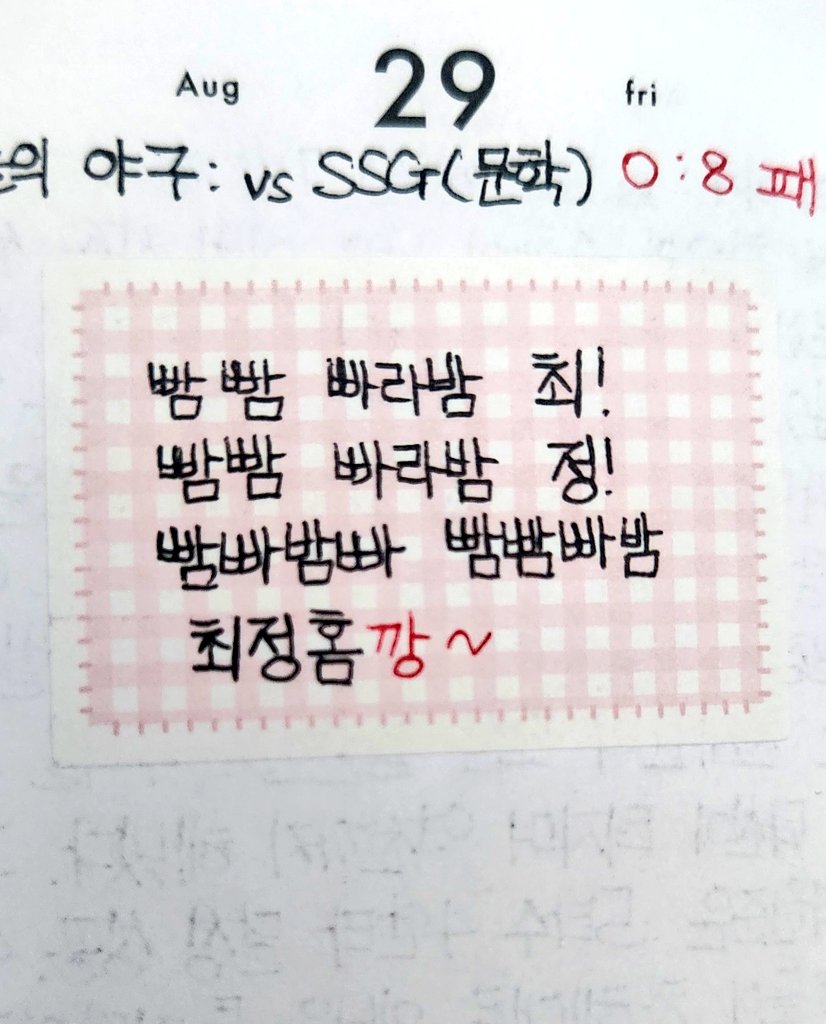 Aug 29 fri
의 야구: vs SSG(문학) 0:8 패
빰빰 빠라밤 최!
빰빰 빠라밤 정!
빰빠밤빠 빰빰빠밤
최정홈깡~